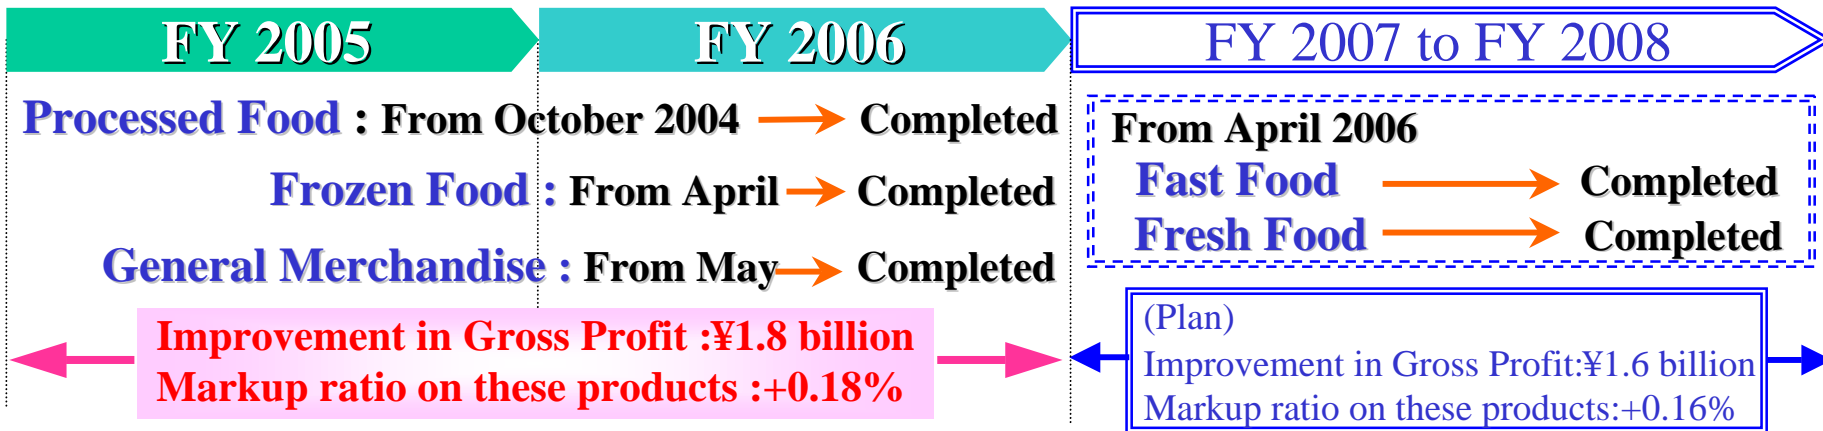 FY 2005
FY 2006
FY 2007 to FY 2008
Processed Food : From October 2004 Completed
Frozen Food : From April Completed
General Merchandise : From May Completed
From April 2006
Fast Food Completed
Fresh Food Completed
Improvement in Gross Profit :¥1.8 billion
Markup ratio on these products :+0.18%
(Plan)
Improvement in Gross Profit:¥1.6 billion
Markup ratio on these products:+0.16%